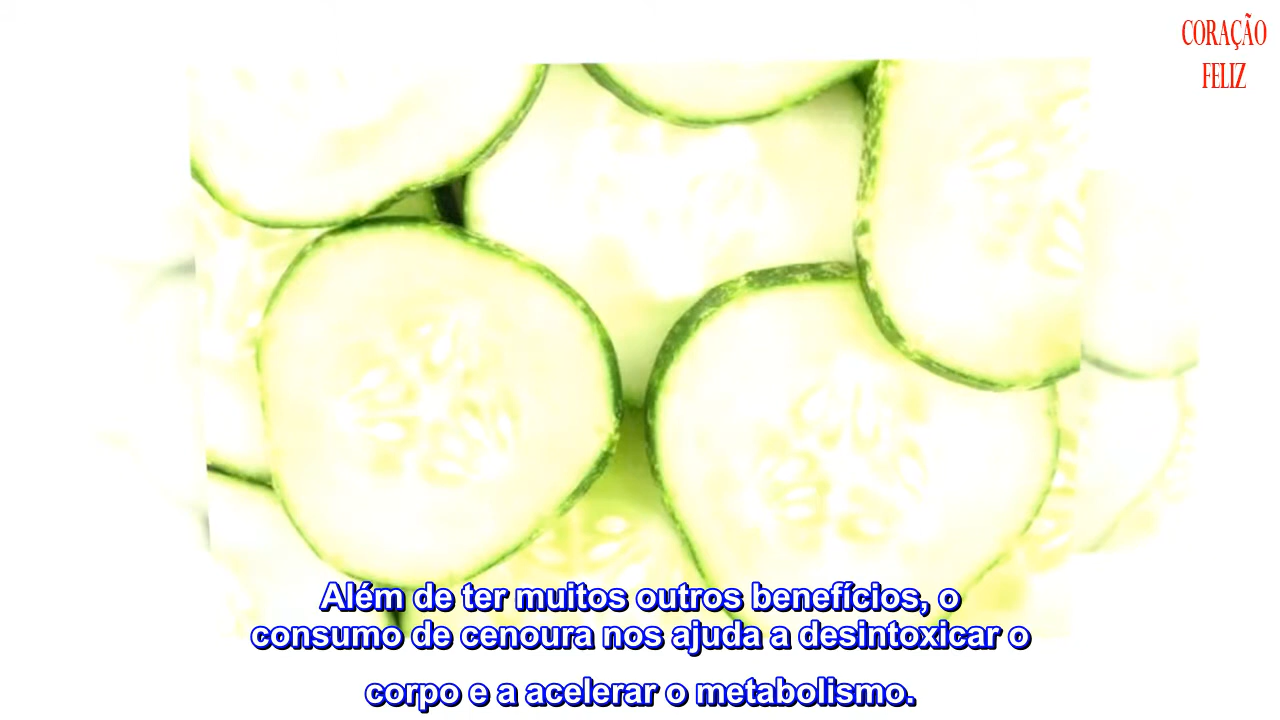 CORAÇÃO
FELIZ
Além de ter muitos outros benefícios, o
consumo de cenoura nos ajuda a desintoxicar o
corpo e a acelerar o metabolismo.